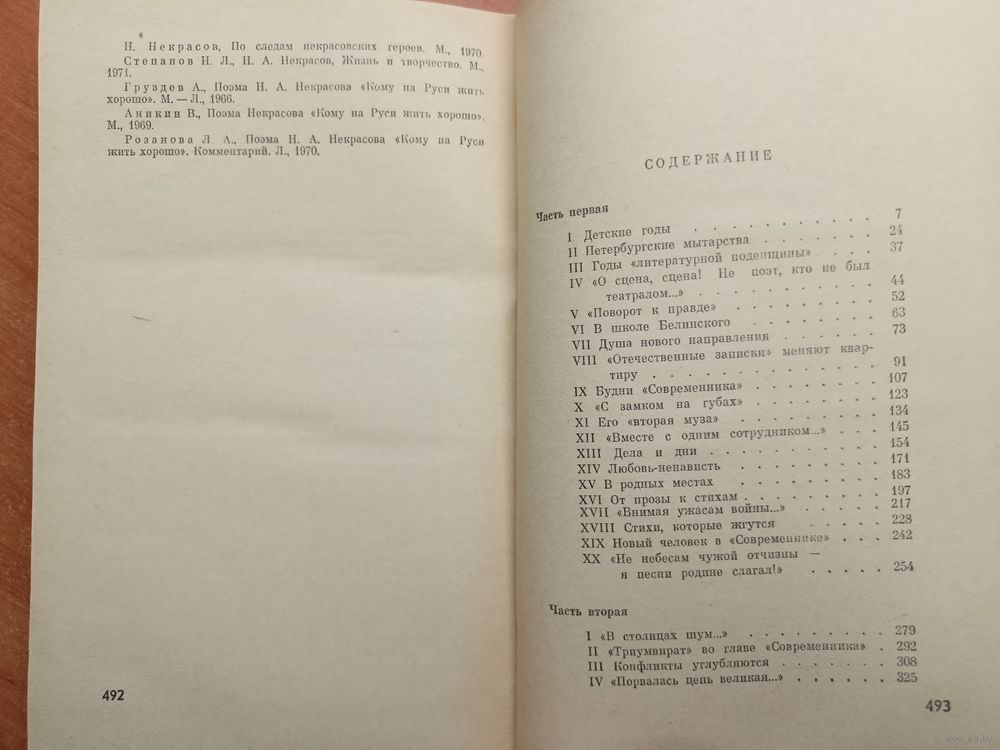 Н. Некрасов, По следам некрасовских героев. М., 1970.
Степанов Н. Л., Н. А. Некрасов, Жизнь и творчество. М.,
1971.
Груздев А., Поэма Н. А. Некрасова «Кому на Руси жить
хорошо». М. — Л., 1966.
Аникин В., Поэма Некрасова «Кому на Руси жить хорошо».
М., 1969.
Розанова Л. А., Поэма Н. А. Некрасова «Кому на Руси
жить хорошо». Комментарий. Л., 1970.
492
СОДЕРЖАНИЕ
Часть первая
I Детские годы . . . . . . . . . . 7
II Петербургские мытарства . . . . . . . 24
III Годы «литературной поденщины» . . . 37
IV «О сцена, сцена! Не поэт, кто не был
театралом...» . . . . . . . . . . 44
V «Поворот к правде» . . . . . . . . 52
VI В школе Белинского . . . . . . . 63
VII Душа нового направления . . . . . 73
VIII «Отечественные записки» меняют квар-
тиру . . . . . . . . . . . . 91
IX Будни «Современника» . . . . . . . 107
X «С замком на губах» . . . . . . . 123
XI Его «вторая муза» . . . . . . . . 134
XII «Вместе с одним сотрудником...» . . . 145
XIII Дела и дни . . . . . . . . . 154
XIV Любовь-ненависть . . . . . . . . 171
XV В родных местах . . . . . . . . 183
XVI От прозы к стихам . . . . . . . . 197
XVII «Внимая ужасам войны...» . . . . . 217
XVIII Стихи, которые жгутся . . . . . 228
XIX Новый человек в «Современнике» . . . 242
XX «Не небесам чужой отчизны —
я песни родине слагал!» . . . . . 254
Часть вторая
I «В столицах шум...» . . . . . . . . . 279
II «Триумвират» во главе «Современника» . 292
III Конфликты углубляются . . . . . . . 308
IV «Порвалась цепь великая...» . . . . . . 325
493
www.ay.by